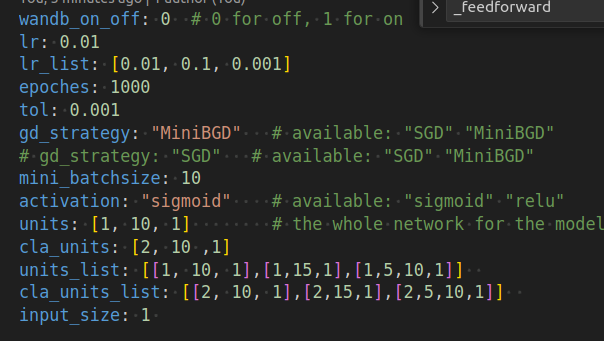 You, 5 minutes ago | 1 author (You)
_feedforward
wandb_on_off: 0  # 0 for off, 1 for on
lr: 0.01
lr_list: [0.01, 0.1, 0.001]
epoches: 1000
tol: 0.001
gd_strategy: "MiniBGD"   # available: "SGD" "MiniBGD"
# gd_strategy: "SGD"   # available: "SGD" "MiniBGD"
mini_batchsize: 10
activation: "sigmoid"    # available: "sigmoid" "relu"
units: [1, 10, 1]        # the whole network for the model
cla_units: [2, 10 ,1]
units_list: [[1, 10, 1],[1,15,1],[1,5,10,1]]
cla_units_list: [[2, 10, 1],[2,15,1],[2,5,10,1]]
input_size: 1